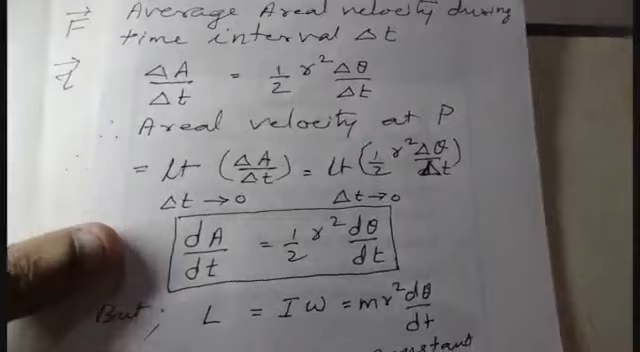 F⃗ Average Areal velocity during
time interval Δt
ΔA/Δt = 1/2 r² Δθ/Δt
∴ Areal velocity at P
= lt (ΔA/Δt) = lt (1/2 r² Δθ/Δt)
Δt → 0 Δt → 0
dA/dt = 1/2 r² dθ/dt
But; L = Iω = mr² dθ/dt